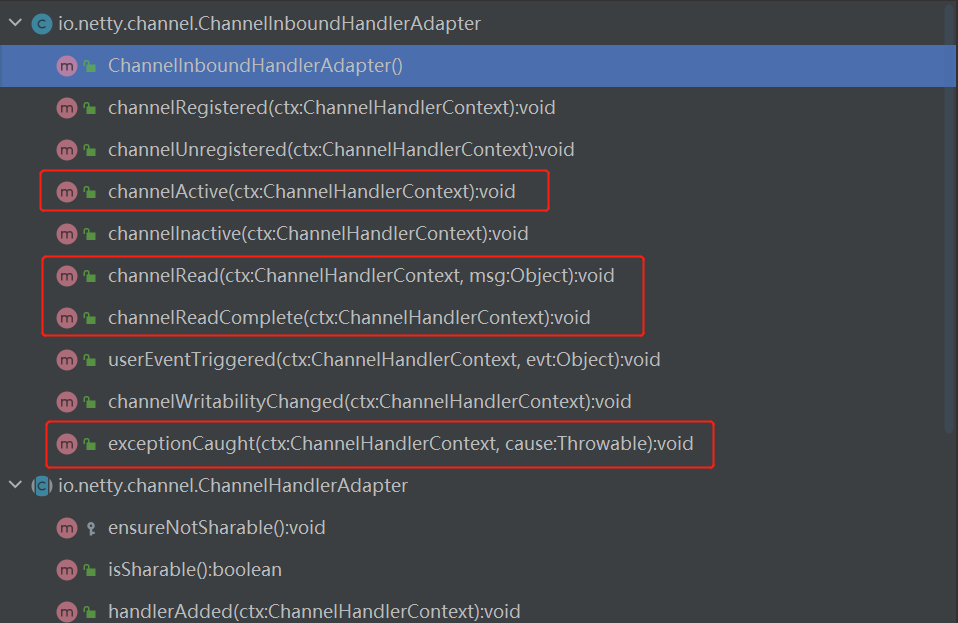 io.netty.channel.ChannelInboundHandlerAdapter
ChannelInboundHandlerAdapter()
channelRegistered(ctx:ChannelHandlerContext):void
channelUnregistered(ctx:ChannelHandlerContext):void
channelActive(ctx:ChannelHandlerContext):void
channelInactive(ctx:ChannelHandlerContext):void
channelRead(ctx:ChannelHandlerContext, msg:Object):void
channelReadComplete(ctx:ChannelHandlerContext):void
userEventTriggered(ctx:ChannelHandlerContext, evt:Object):void
channelWritabilityChanged(ctx:ChannelHandlerContext):void
exceptionCaught(ctx:ChannelHandlerContext, cause:Throwable):void
io.netty.channel.ChannelHandlerAdapter
ensureNotSharable():void
isSharable():boolean
handlerAdded(ctx:ChannelHandlerContext):void